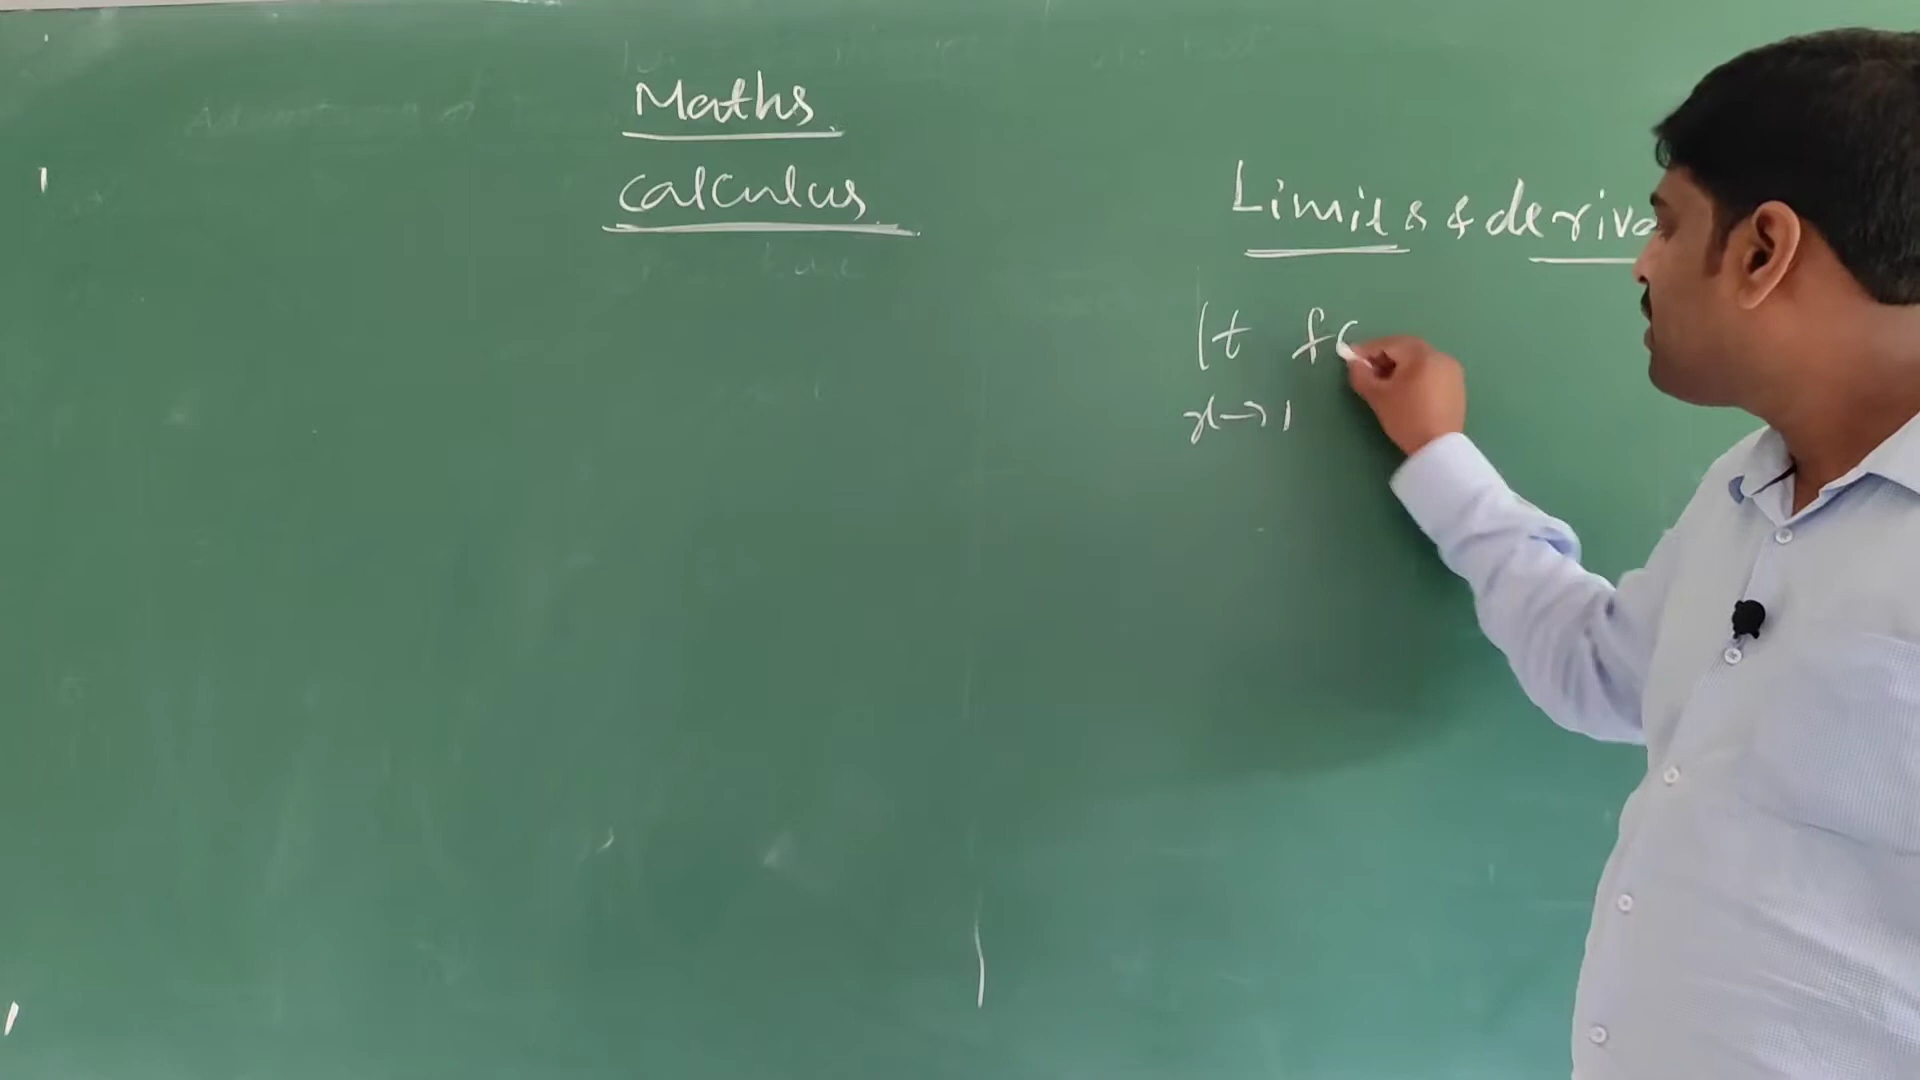 Maths
Calculus
Limits & deriva
lt f(
x→1